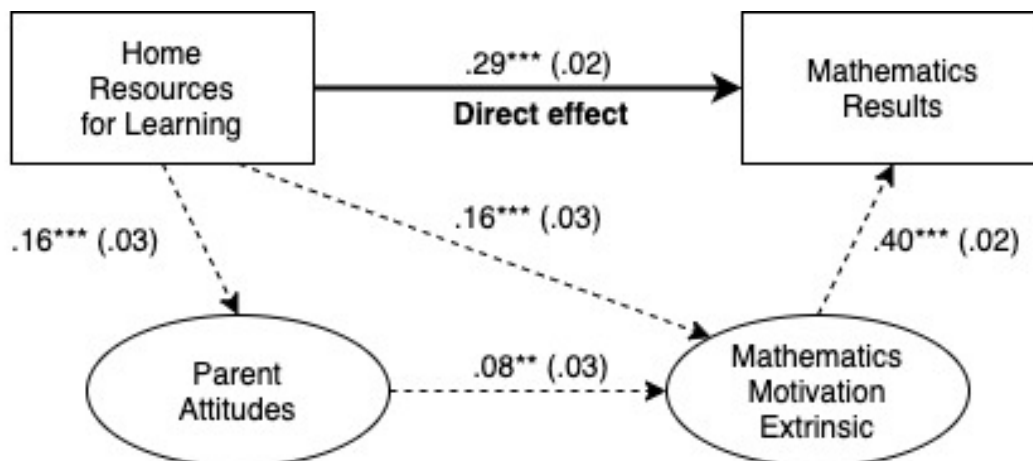 Home
Resources
for Learning
.29*** (.02)
Direct effect
Mathematics
Results
.16*** (.03)
.16*** (.03)
.40*** (.02)
Parent
Attitudes
.08** (.03)
Mathematics
Motivation
Extrinsic